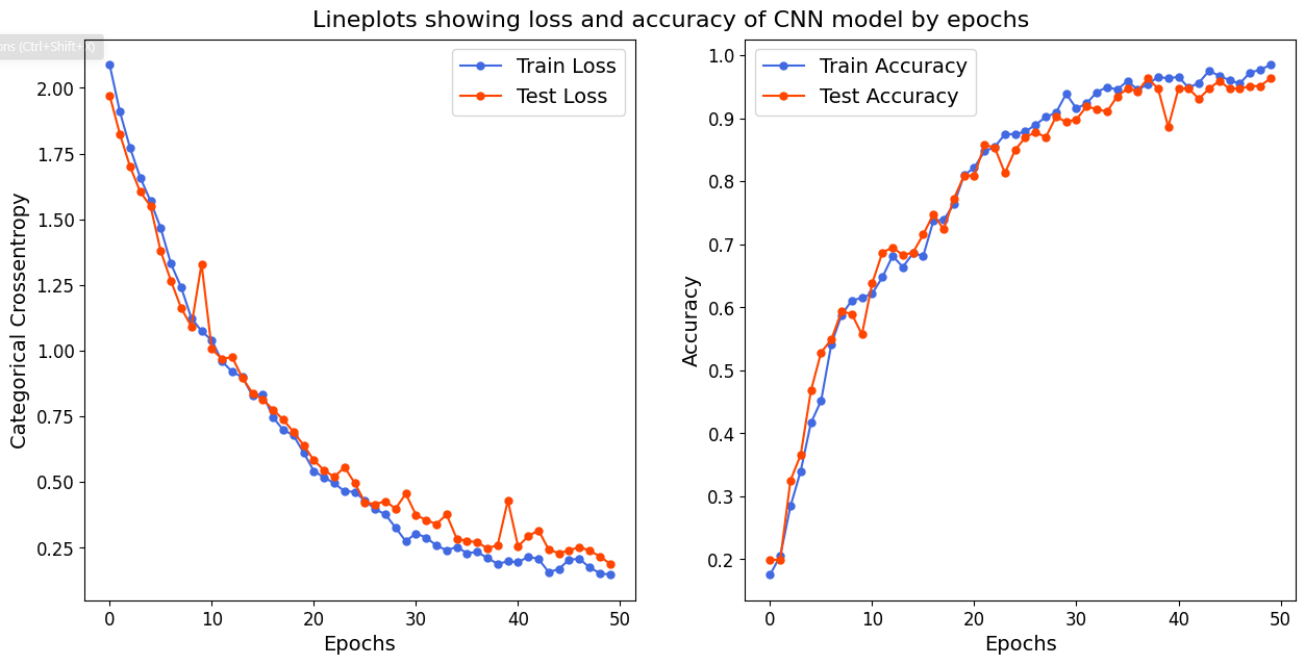 Lineplots showing loss and accuracy of CNN model by epochs
ons (Ctrl+Shift+X)
Train Loss
Test Loss
2.00
1.75
1.50
1.25
1.00
0.75
0.50
0.25
Categorical Crossentropy
0 10 20 30 40 50
Epochs
Train Accuracy
Test Accuracy
1.0
0.9
0.8
0.7
0.6
0.5
0.4
0.3
0.2
Accuracy
0 10 20 30 40 50
Epochs